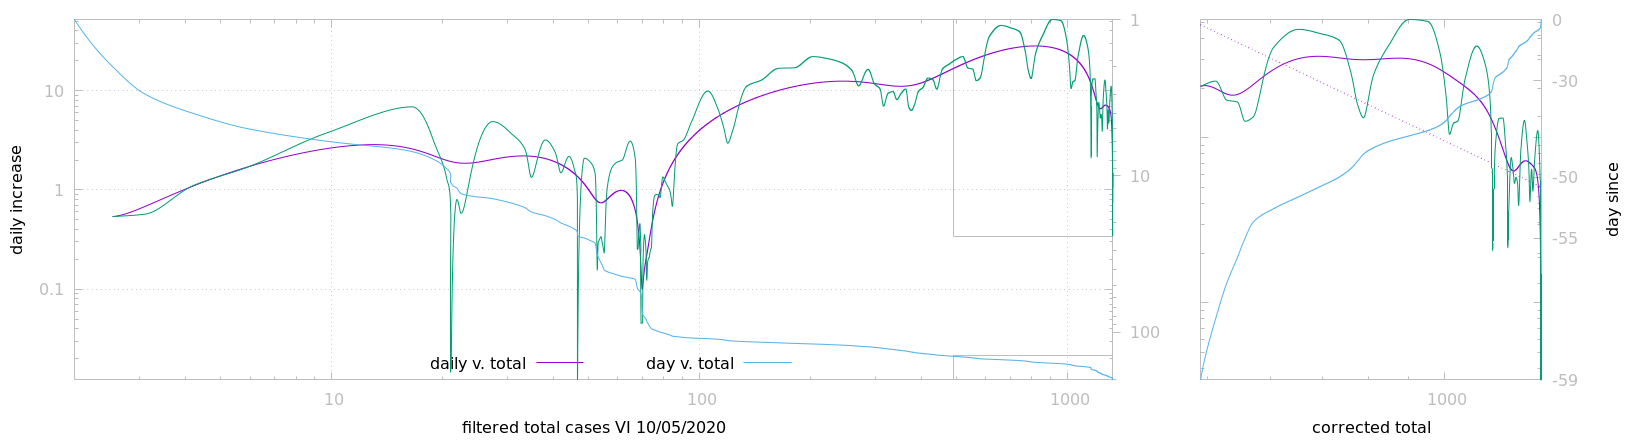 daily increase
10
1
0.1
daily v. total
day v. total
10
100
1000
filtered total cases VI 10/05/2020
1
10
100
1000
corrected total
0
-30
-50
-55
-59
day since